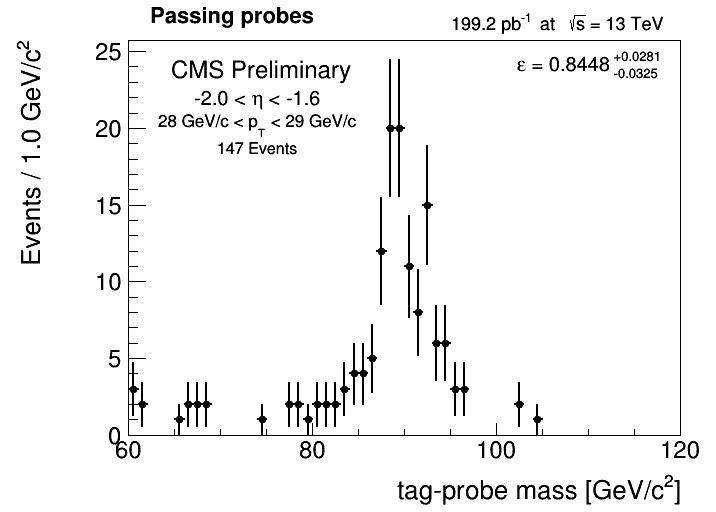 Passing probes
199.2 pb⁻¹ at √s = 13 TeV
CMS Preliminary
ε = 0.8448 +0.0281 -0.0325
-2.0 < η < -1.6
28 GeV/c < p_T < 29 GeV/c
147 Events
Events / 1.0 GeV/c²
25
20
15
10
5
0
60 80 100 120
tag-probe mass [GeV/c²]